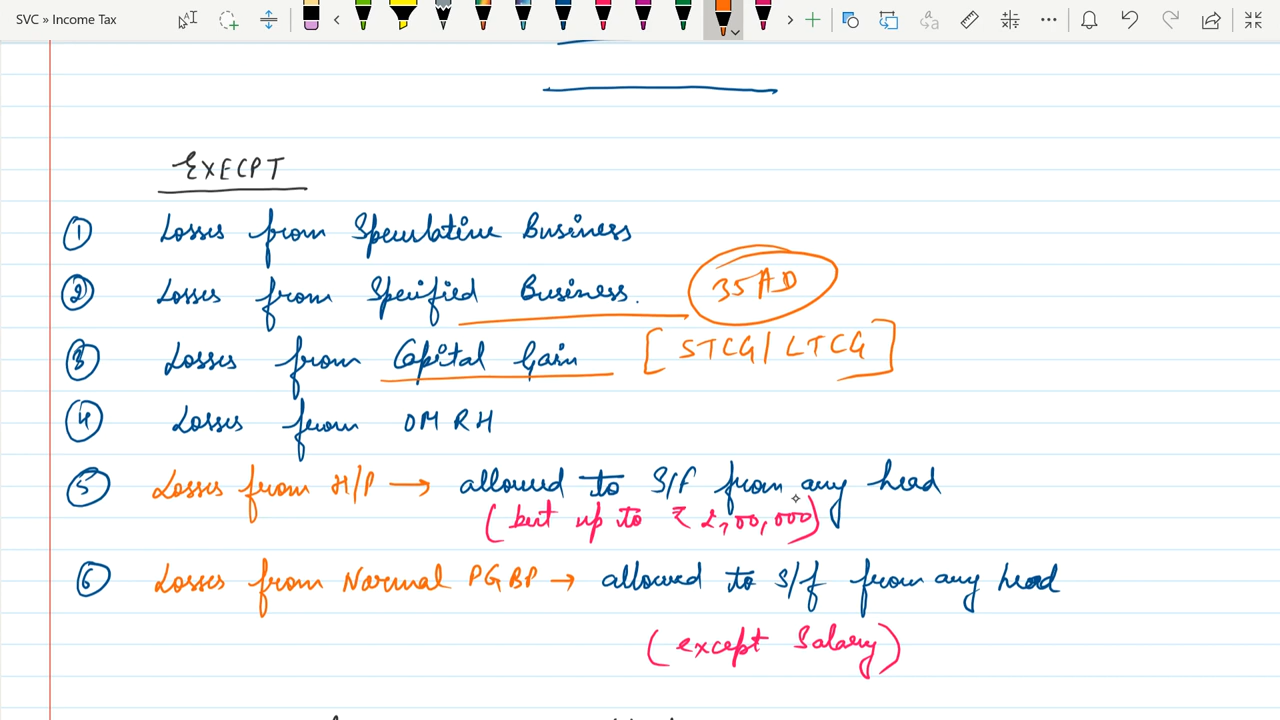 SVC » Income Tax
EXECPT
① Losses from Speculative Business
② Losses from Specified Business. 35AD
③ Losses from Capital Gain [STCG/LTCG]
④ Losses from OMRH
⑤ Losses from H/P → allowed to S/f from any head
(but up to ₹ 2,00,000)
⑥ Losses from Normal PGBP → allowed to S/f from any head
(except Salary)